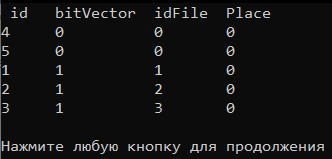 id bitVector idFile Place
4 0 0 0
5 0 0 0
1 1 1 0
2 1 2 0
3 1 3 0
Нажмите любую кнопку для продолжения